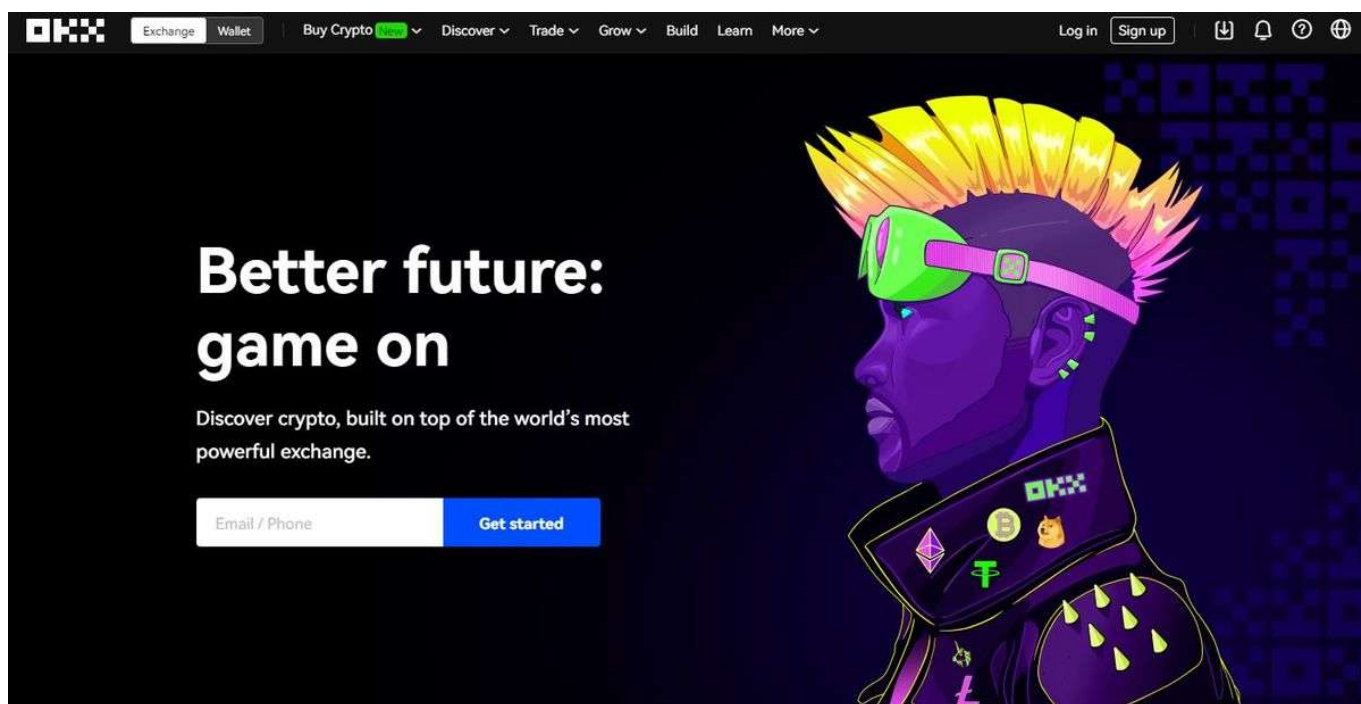 OKX
Exchange Wallet Buy Crypto New Discover Trade Grow Build Learn More Log in Sign up
Better future:
game on
Discover crypto, built on top of the world's most
powerful exchange.
Email / Phone Get started
OKX